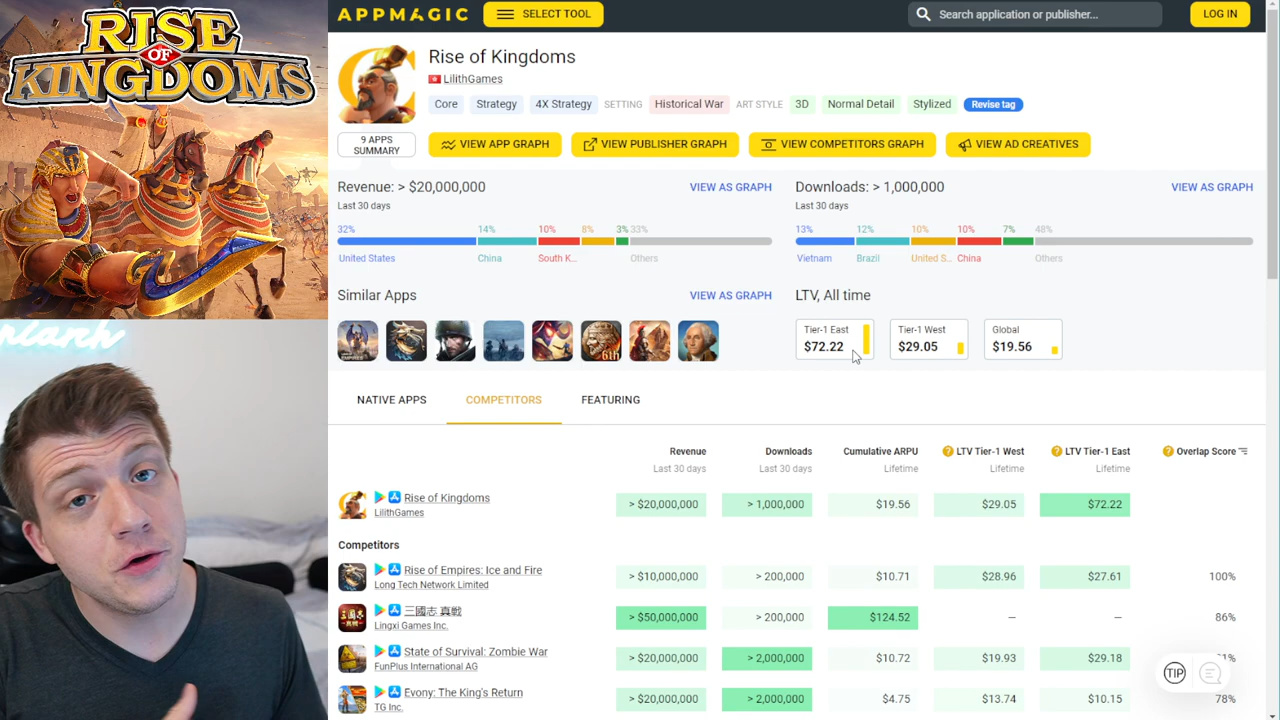 RISE
OF
KINGDOMS
APPMAGIC
SELECT TOOL
Search application or publisher...
LOG IN
Rise of Kingdoms
LilithGames
Core
Strategy
4X Strategy
SETTING
Historical War
ART STYLE
3D
Normal Detail
Stylized
Revise tag
9 APPS
SUMMARY
VIEW APP GRAPH
VIEW PUBLISHER GRAPH
VIEW COMPETITORS GRAPH
VIEW AD CREATIVES
Revenue: > $20,000,000
VIEW AS GRAPH
Last 30 days
32%
14%
10%
8%
3%
33%
United States
China
South K...
Others
Downloads: > 1,000,000
VIEW AS GRAPH
Last 30 days
13%
12%
10%
10%
7%
48%
Vietnam
Brazil
United S...
China
Others
Similar Apps
VIEW AS GRAPH
6th
LTV, All time
Tier-1 East
$72.22
Tier-1 West
$29.05
Global
$19.56
NATIVE APPS
COMPETITORS
FEATURING
Revenue
Last 30 days
Downloads
Last 30 days
Cumulative ARPU
Lifetime
? LTV Tier-1 West
Lifetime
? LTV Tier-1 East
Lifetime
? Overlap Score
Rise of Kingdoms
LilithGames
> $20,000,000
> 1,000,000
$19.56
$29.05
$72.22
Competitors
Rise of Empires: Ice and Fire
Long Tech Network Limited
> $10,000,000
> 200,000
$10.71
$28.96
$27.61
100%
三國志 真戦
Lingxi Games Inc.
> $50,000,000
> 200,000
$124.52
—
—
86%
State of Survival: Zombie War
FunPlus International AG
> $20,000,000
> 2,000,000
$10.72
$19.93
$29.18
Evony: The King's Return
TG Inc.
> $20,000,000
> 2,000,000
$4.75
$13.74
$10.15
78%
TIP